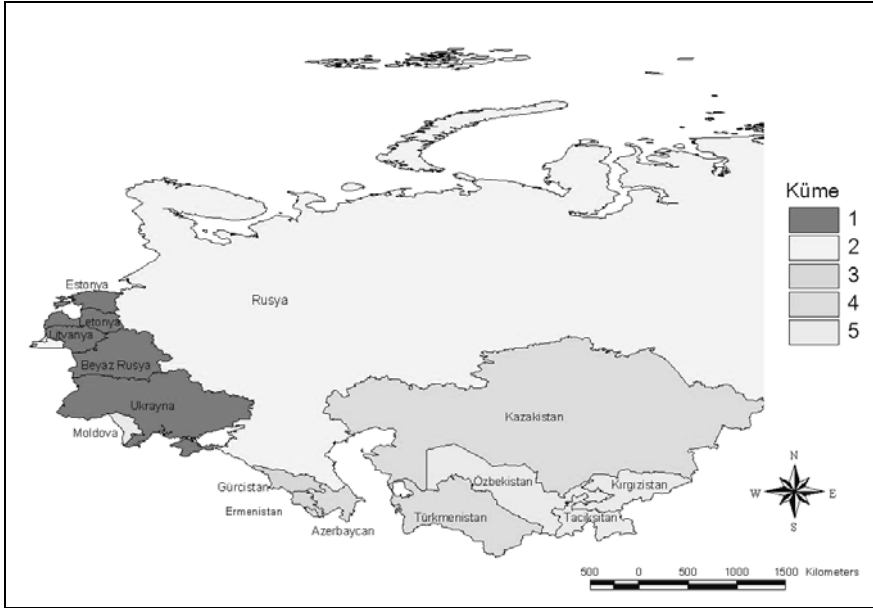 Küme
1
2
3
4
5
Estonya
Rusya
Letonya
Litvanya
Beyaz Rusya
Ukrayna
Kazakistan
Moldova
Gürcistan
Özbekistan
Kırgızistan
Ermenistan
Türkmenistan
Tacikşitan
Azerbaycan
N
W
E
S
500 0 500 1000 1500 Kilometers